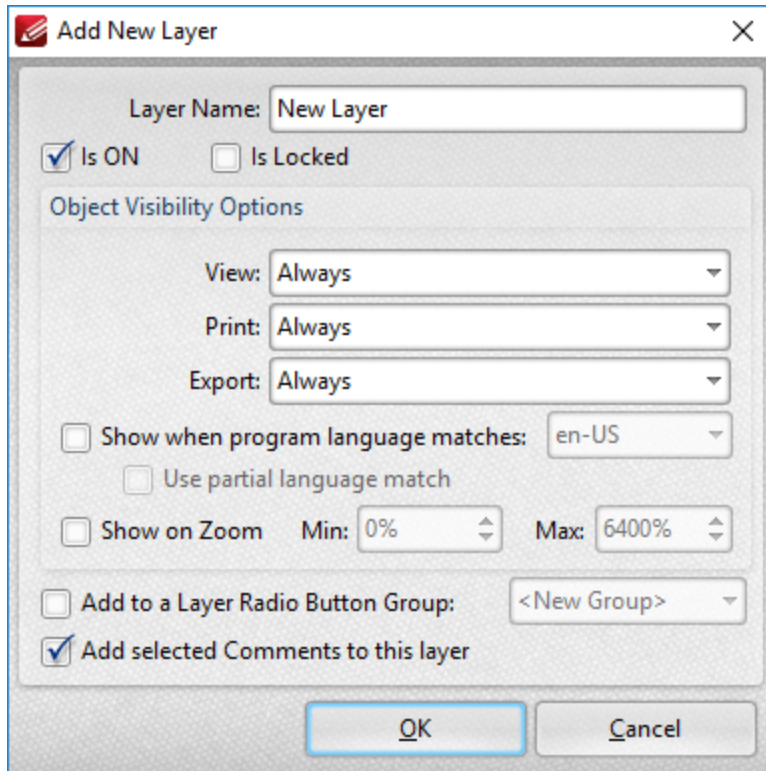 Add New Layer
Layer Name: New Layer
Is ON Is Locked
Object Visibility Options
View: Always
Print: Always
Export: Always
Show when program language matches: en-US
Use partial language match
Show on Zoom Min: 0% Max: 6400%
Add to a Layer Radio Button Group: <New Group>
Add selected Comments to this layer
OK Cancel